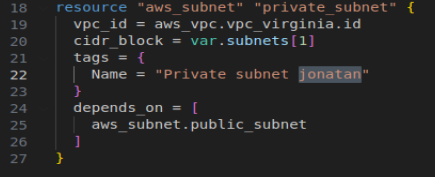 18 resource "aws_subnet" "private_subnet" {
19 vpc_id = aws_vpc.vpc_virginia.id
20 cidr_block = var.subnets[1]
21 tags = {
22 Name = "Private subnet jonatan"
23 }
24 depends_on = [
25 aws_subnet.public_subnet
26 ]
27 }